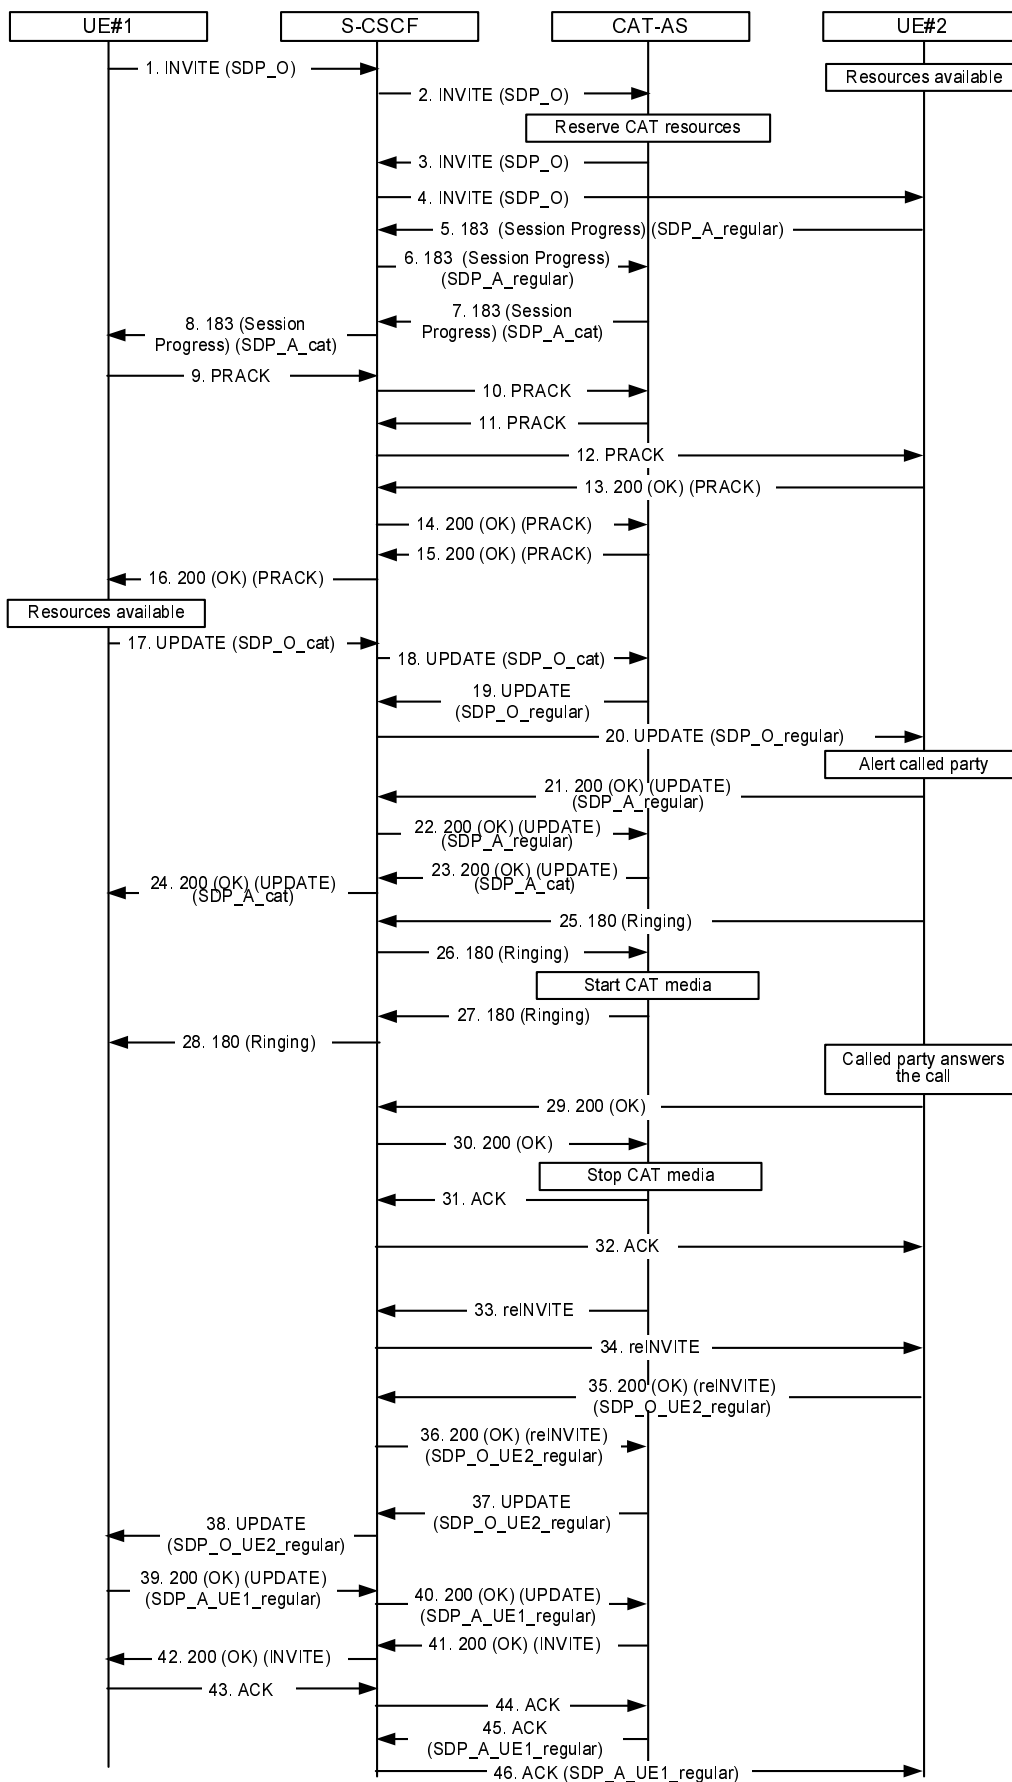 UE#1
S-CSCF
CAT-AS
UE#2
1. INVITE (SDP_O)
Resources available
2. INVITE (SDP_O)
Reserve CAT resources
3. INVITE (SDP_O)
4. INVITE (SDP_O)
5. 183 (Session Progress) (SDP_A_regular)
6. 183 (Session Progress)
(SDP_A_regular)
7. 183 (Session
Progress) (SDP_A_cat)
8. 183 (Session
Progress) (SDP_A_cat)
9. PRACK
10. PRACK
11. PRACK
12. PRACK
13. 200 (OK) (PRACK)
14. 200 (OK) (PRACK)
15. 200 (OK) (PRACK)
16. 200 (OK) (PRACK)
Resources available
17. UPDATE (SDP_O_cat)
18. UPDATE (SDP_O_cat)
19. UPDATE
(SDP_O_regular)
20. UPDATE (SDP_O_regular)
Alert called party
21. 200 (OK) (UPDATE)
(SDP_A_regular)
22. 200 (OK) (UPDATE)
(SDP_A_regular)
23. 200 (OK) (UPDATE)
(SDP_A_cat)
24. 200 (OK) (UPDATE)
(SDP_A_cat)
25. 180 (Ringing)
26. 180 (Ringing)
Start CAT media
27. 180 (Ringing)
28. 180 (Ringing)
Called party answers
the call
29. 200 (OK)
30. 200 (OK)
Stop CAT media
31. ACK
32. ACK
33. reINVITE
34. reINVITE
35. 200 (OK) (reINVITE)
(SDP_O_UE2_regular)
36. 200 (OK) (reINVITE)
(SDP_O_UE2_regular)
37. UPDATE
(SDP_O_UE2_regular)
38. UPDATE
(SDP_O_UE2_regular)
39. 200 (OK) (UPDATE)
(SDP_A_UE1_regular)
40. 200 (OK) (UPDATE)
(SDP_A_UE1_regular)
41. 200 (OK) (INVITE)
42. 200 (OK) (INVITE)
43. ACK
44. ACK
45. ACK
(SDP_A_UE1_regular)
46. ACK (SDP_A_UE1_regular)